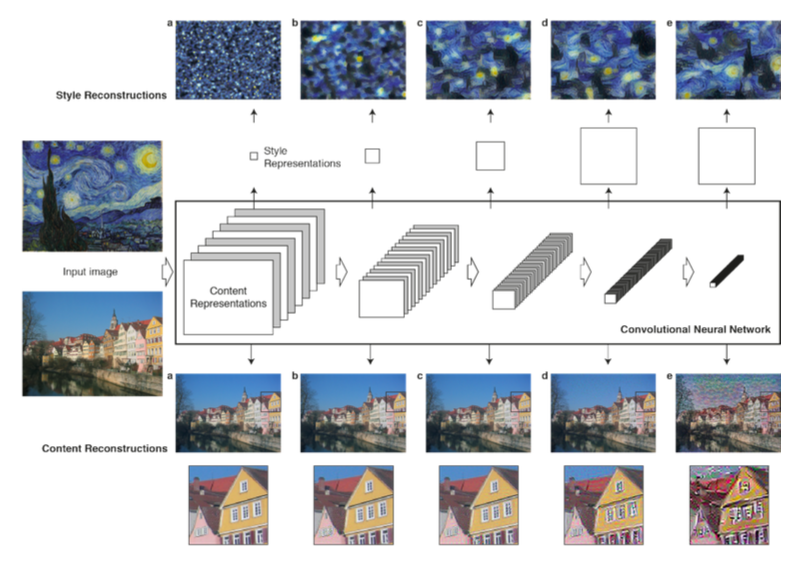 a b c d e
Style Reconstructions
Style
Representations
Input image
Content
Representations
Convolutional Neural Network
a b c d e
Content Reconstructions